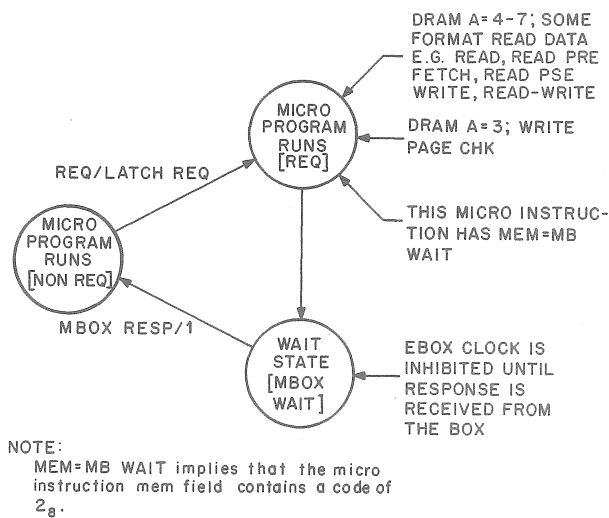 DRAM A=4-7; SOME
FORMAT READ DATA
E.G. READ, READ PRE
FETCH, READ PSE
WRITE, READ-WRITE
MICRO
PROGRAM
RUNS
[REQ]
DRAM A=3; WRITE
PAGE CHK
REQ/LATCH REQ
THIS MICRO INSTRUC-
TION HAS MEM=MB
WAIT
MICRO
PROGRAM
RUNS
[NON REQ]
MBOX RESP/1
WAIT
STATE
[MBOX
WAIT]
EBOX CLOCK IS
INHIBITED UNTIL
RESPONSE IS
RECEIVED FROM
THE BOX
NOTE:
MEM=MB WAIT implies that the micro
instruction mem field contains a code of
2₈.